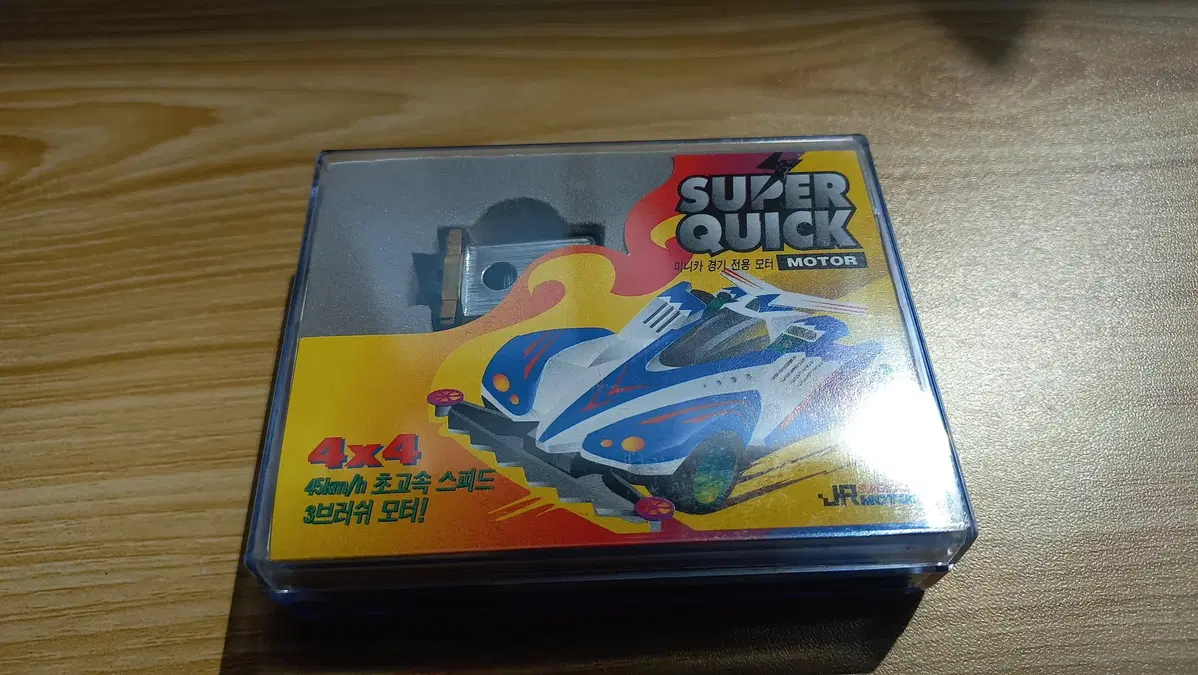 SUPER
QUICK
미니카 경기 전용 모터 MOTOR
4x4
45km/h 초고속 스피드
3브러쉬 모터!
JR